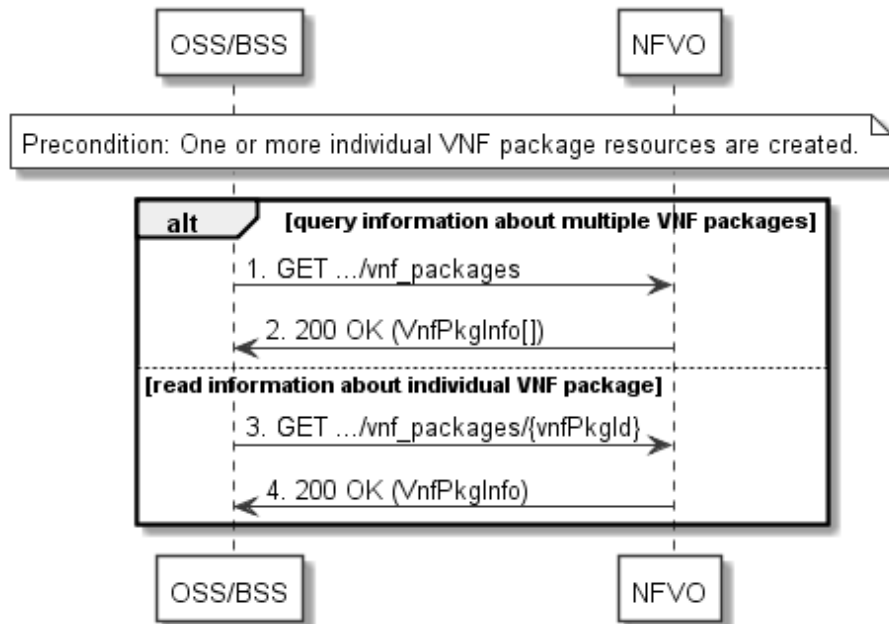 OSS/BSS
NFVO
Precondition: One or more individual VNF package resources are created.
alt
[query information about multiple VNF packages]
1. GET .../vnf_packages
2. 200 OK (VnfPkgInfo[])
[read information about individual VNF package]
3. GET .../vnf_packages/{vnfPkgId}
4. 200 OK (VnfPkgInfo)
OSS/BSS
NFVO